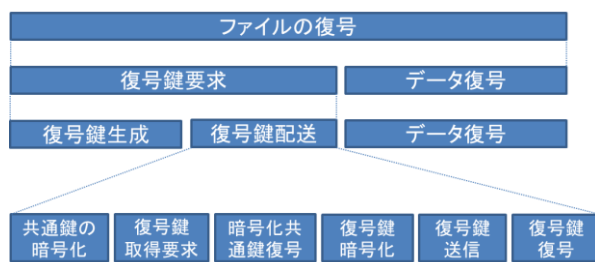 ファイルの復号
復号鍵要求
データ復号
復号鍵生成
復号鍵配送
データ復号
共通鍵の
暗号化
復号鍵
取得要求
暗号化共
通鍵復号
復号鍵
暗号化
復号鍵
送信
復号鍵
復号